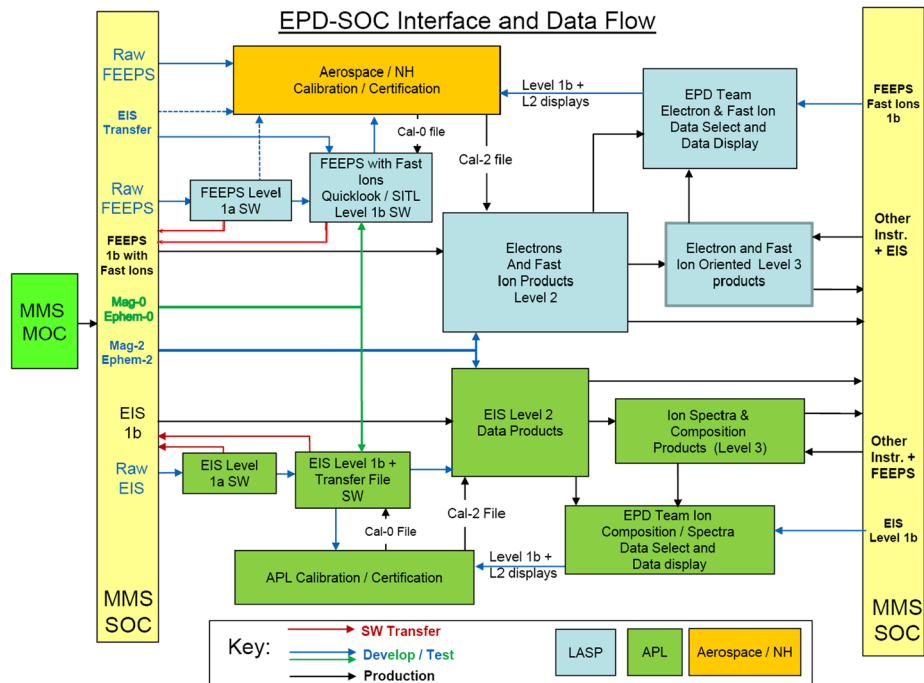 EPD-SOC Interface and Data Flow
Raw
FEEPS
EIS
Transfer
Raw
FEEPS
FEEPS
1b with
Fast Ions
Mag-0
Ephem-0
Mag-2
Ephem-2
EIS
1b
Raw
EIS
MMS
SOC
MMS
MOC
Aerospace / NH
Calibration / Certification
Level 1b +
L2 displays
EPD Team
Electron & Fast Ion
Data Select and
Data Display
FEEPS
Fast Ions
1b
Cal-0 file
Cal-2 file
FEEPS Level
1a SW
FEEPS with Fast
Ions
Quicklook / SITL
Level 1b SW
Electrons
And Fast
Ion Products
Level 2
Electron and Fast
Ion Oriented Level 3
products
Other
Instr.
+ EIS
EIS Level 2
Data Products
Ion Spectra &
Composition
Products (Level 3)
Other
Instr. +
FEEPS
EIS Level
1a SW
EIS Level 1b +
Transfer File
SW
Cal-0 File
Cal-2 File
EPD Team Ion
Composition / Spectra
Data Select and
Data display
EIS
Level 1b
APL Calibration / Certification
Level 1b +
L2 displays
MMS
SOC
Key:
SW Transfer
Develop / Test
Production
LASP
APL
Aerospace / NH